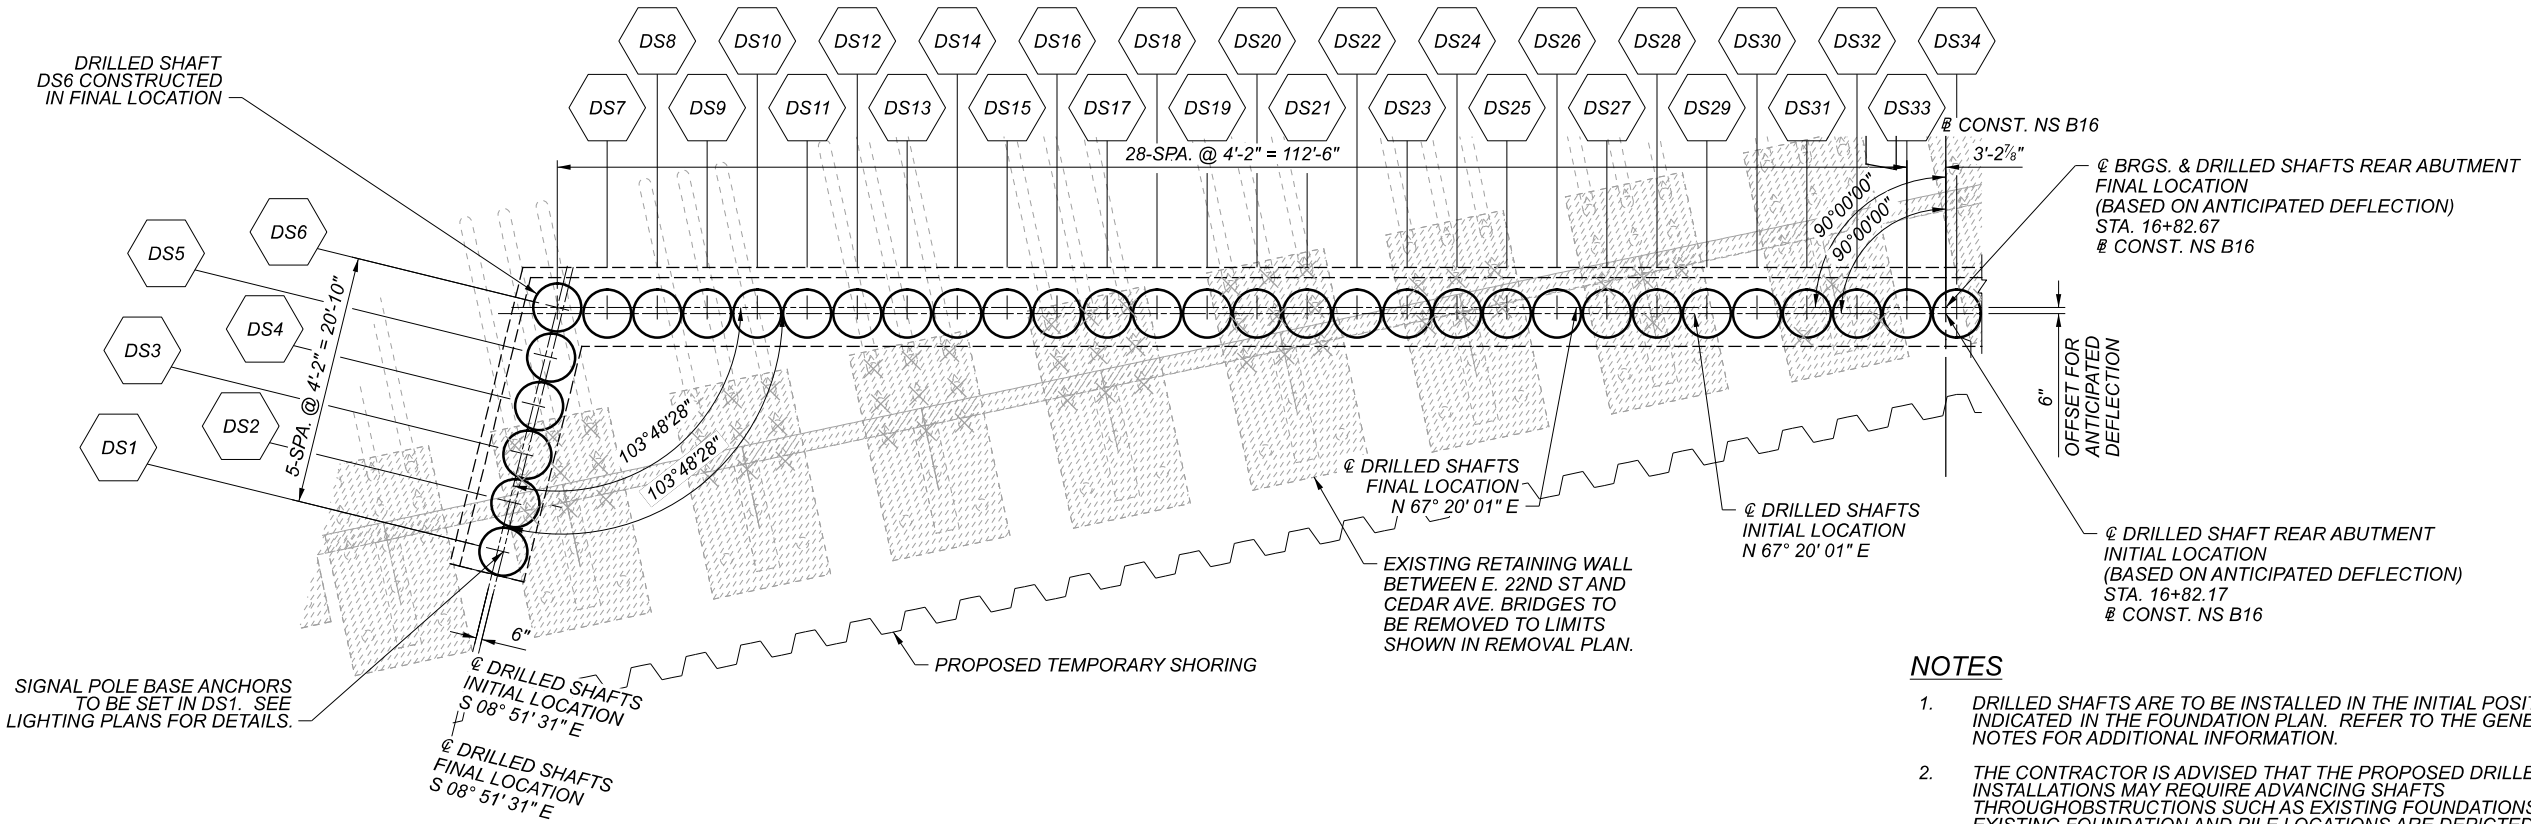 DS8
DS10
DS12
DS14
DS16
DS18
DS20
DS22
DS24
DS26
DS28
DS30
DS32
DS34
DS7
DS9
DS11
DS13
DS15
DS17
DS19
DS21
DS23
DS25
DS27
DS29
DS31
DS33
DRILLED SHAFT
DS6 CONSTRUCTED
IN FINAL LOCATION
28-SPA. @ 4'-2" = 112'-6"
℄ CONST. NS B16
3'-2⅞"
℄ BRGS. & DRILLED SHAFTS REAR ABUTMENT
FINAL LOCATION
(BASED ON ANTICIPATED DEFLECTION)
STA. 16+82.67
℄ CONST. NS B16
90°00'00"
90°00'00"
DS6
DS5
DS4
DS3
DS2
DS1
5-SPA. @ 4'-2" = 20'-10"
103°48'28"
103°48'28"
6"
OFFSET FOR
ANTICIPATED
DEFLECTION
℄ DRILLED SHAFTS
FINAL LOCATION
N 67° 20' 01" E
℄ DRILLED SHAFTS
INITIAL LOCATION
N 67° 20' 01" E
℄ DRILLED SHAFT REAR ABUTMENT
INITIAL LOCATION
(BASED ON ANTICIPATED DEFLECTION)
STA. 16+82.17
℄ CONST. NS B16
EXISTING RETAINING WALL
BETWEEN E. 22ND ST AND
CEDAR AVE. BRIDGES TO
BE REMOVED TO LIMITS
SHOWN IN REMOVAL PLAN.
PROPOSED TEMPORARY SHORING
6"
℄ DRILLED SHAFTS
INITIAL LOCATION
S 08° 51' 31" E
℄ DRILLED SHAFTS
FINAL LOCATION
S 08° 51' 31" E
SIGNAL POLE BASE ANCHORS
TO BE SET IN DS1. SEE
LIGHTING PLANS FOR DETAILS.
NOTES
1. DRILLED SHAFTS ARE TO BE INSTALLED IN THE INITIAL POSIT
INDICATED IN THE FOUNDATION PLAN. REFER TO THE GENE
NOTES FOR ADDITIONAL INFORMATION.
2. THE CONTRACTOR IS ADVISED THAT THE PROPOSED DRILLE
INSTALLATIONS MAY REQUIRE ADVANCING SHAFTS
THROUGHOBSTRUCTIONS SUCH AS EXISTING FOUNDATIONS
EXISTING FOUNDATION AND PILE LOCATIONS ARE DEPICTED